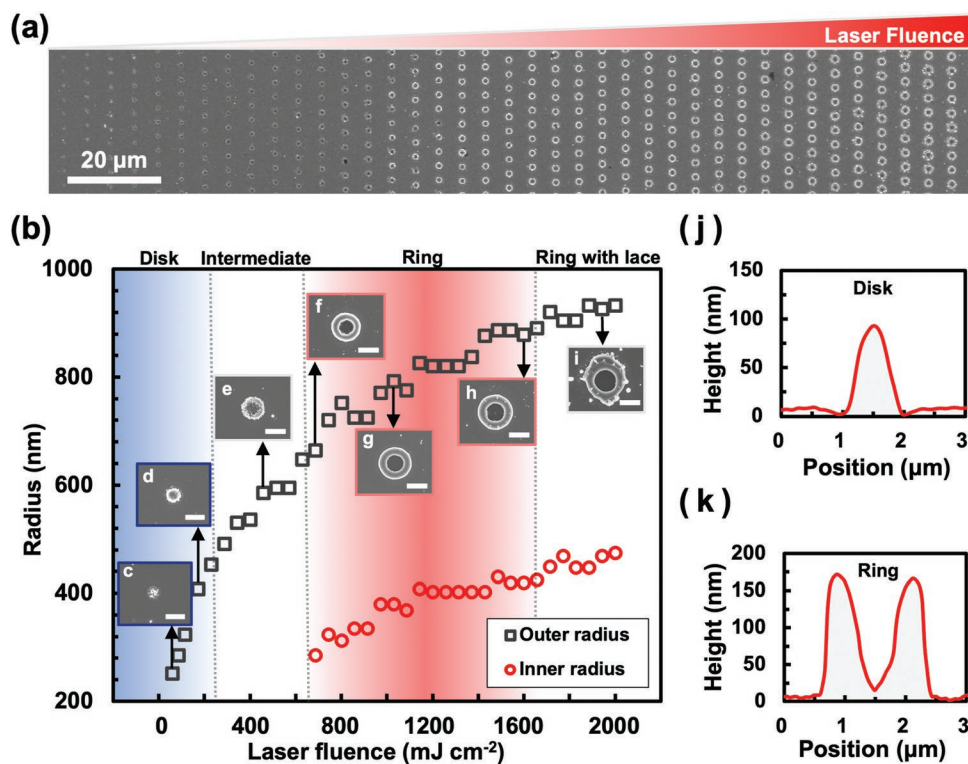 (a)
Laser Fluence
20 µm
(b)
Disk Intermediate Ring Ring with lace
1000
800
600
400
200
Radius (nm)
0 400 800 1200 1600 2000
Laser fluence (mJ cm-2)
c
d
e
f
g
h
i
Outer radius
Inner radius
(j)
Disk
150
100
50
0
Height (nm)
0 1 2 3
Position (µm)
(k)
Ring
200
150
100
50
0
Height (nm)
0 1 2 3
Position (µm)